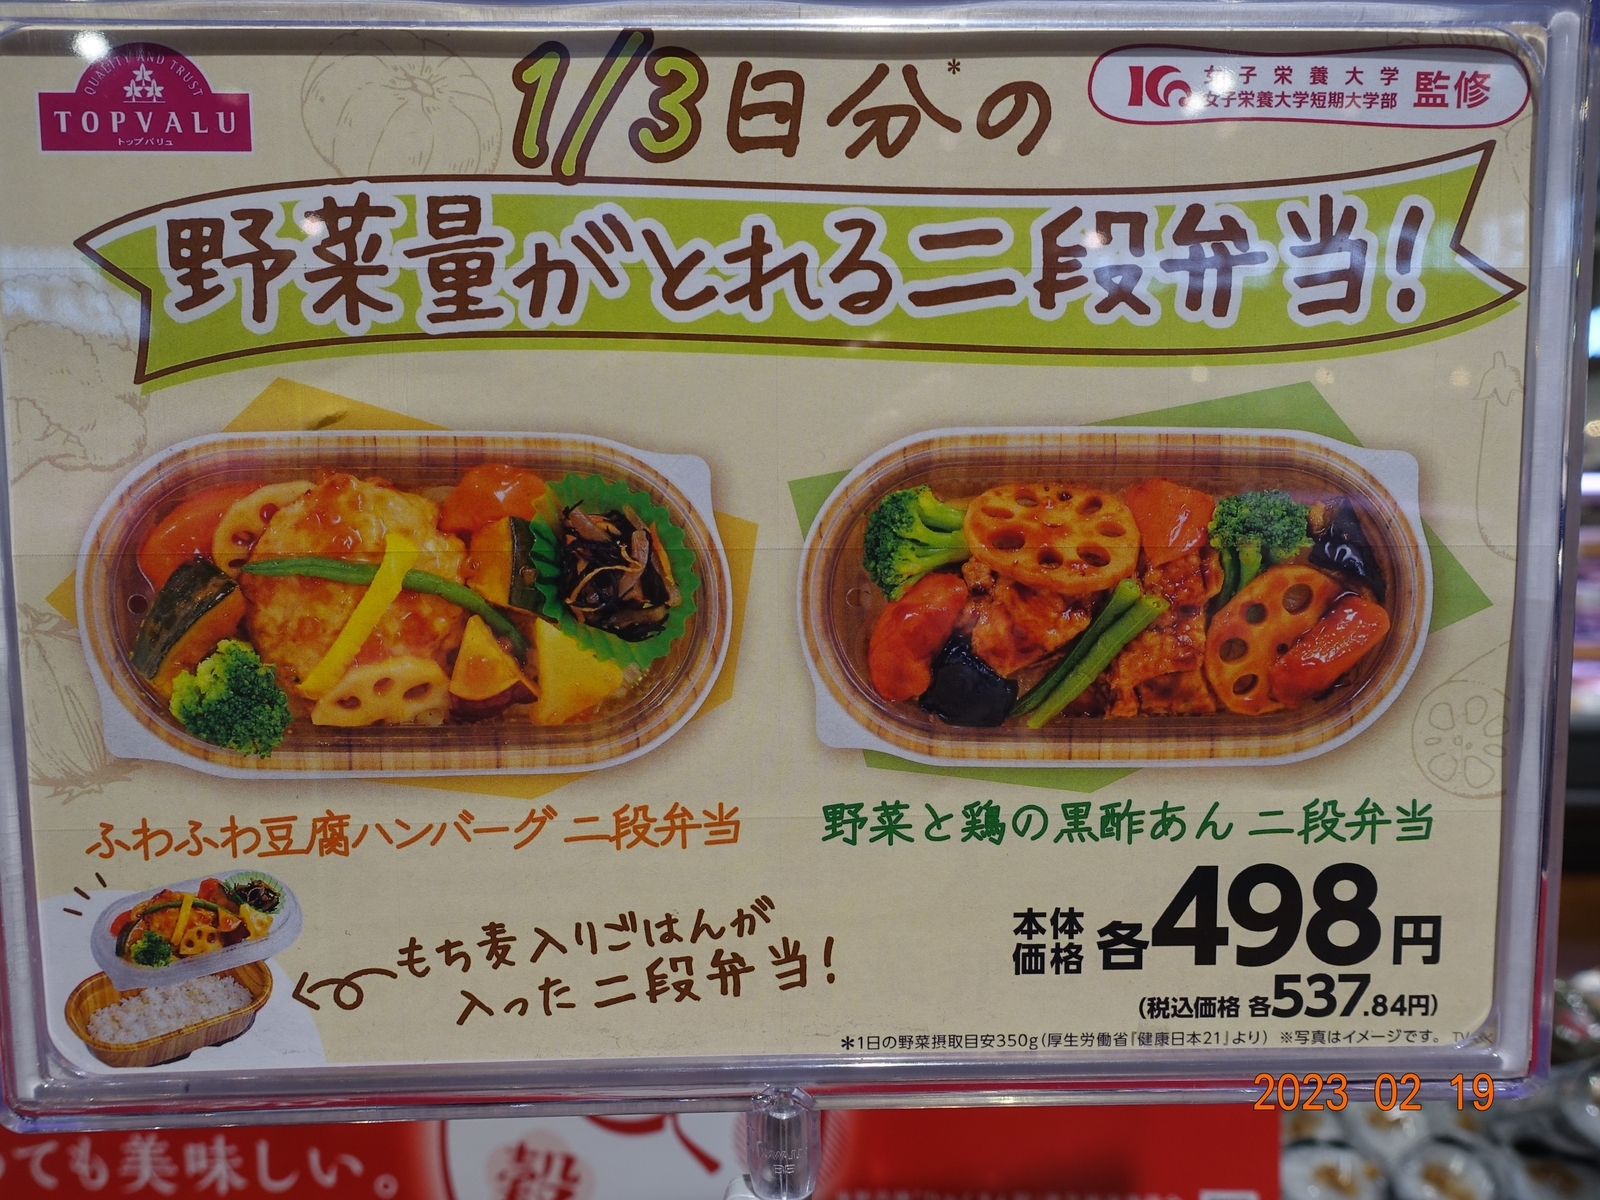 QUALITY AND TRUST
TOPVALU
トップバリュ
1/3日分*の
女子栄養大学
女子栄養大学短期大学部
監修
野菜量がとれる二段弁当!
ふわふわ豆腐ハンバーグ二段弁当
野菜と鶏の黒酢あん 二段弁当
もち麦入りごはんが
入った二段弁当!
本体価格 各498円
(税込価格 各537.84円)
*1日の野菜摂取目安350g(厚生労働省『健康日本21』より) ※写真はイメージです。
2023 02 19
ても美味しい。